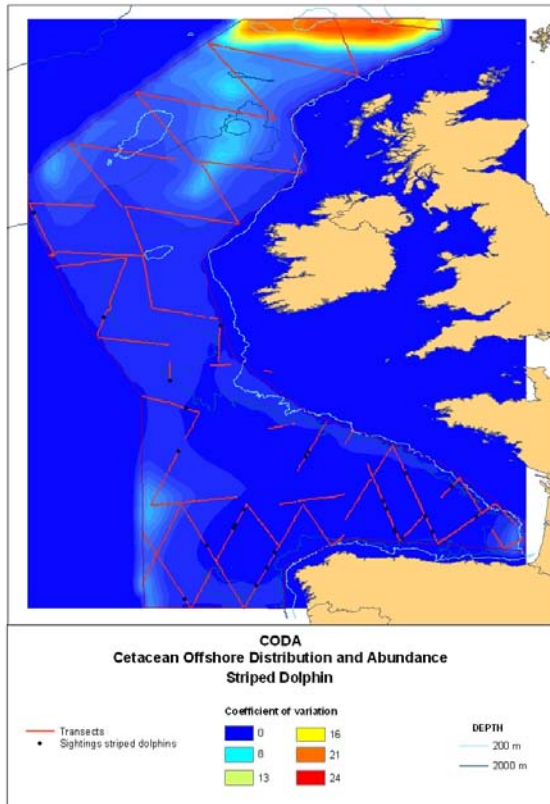 CODA
Cetacean Offshore Distribution and Abundance
Striped Dolphin
Coefficient of variation
Transects
Sightings striped dolphins
0
8
13
16
21
24
DEPTH
200 m
2000 m